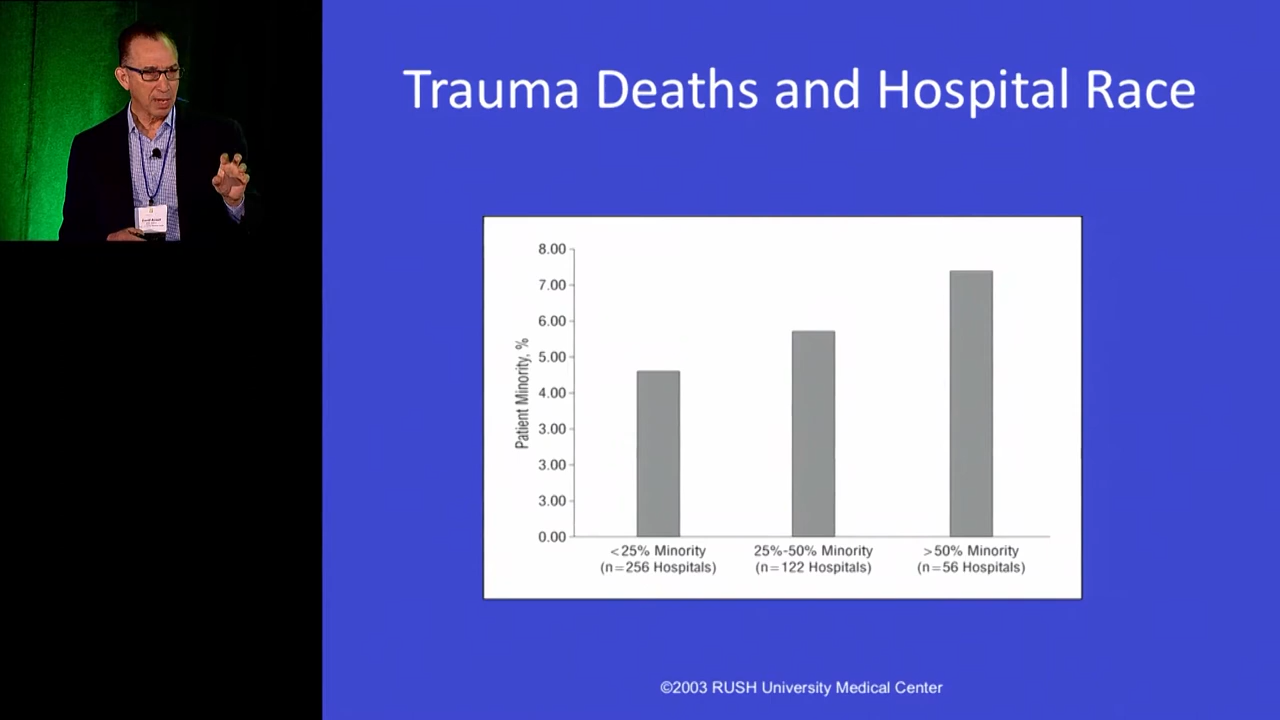 Trauma Deaths and Hospital Race
8.00
7.00
6.00
5.00
4.00
3.00
3.00
3.00
0.00
Patient Minority, %
<25% Minority
(n=256 Hospitals)
25%-50% Minority
(n=122 Hospitals)
>50% Minority
(n=56 Hospitals)
©2003 RUSH University Medical Center